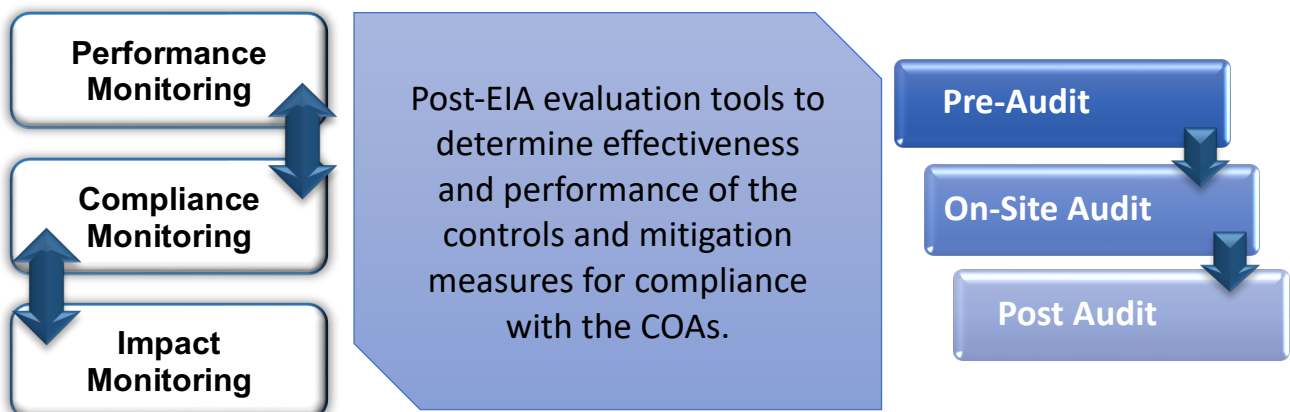 Performance
Monitoring
Compliance
Monitoring
Impact
Monitoring
Post-EIA evaluation tools to
determine effectiveness
and performance of the
controls and mitigation
measures for compliance
with the COAs.
Pre-Audit
On-Site Audit
Post Audit